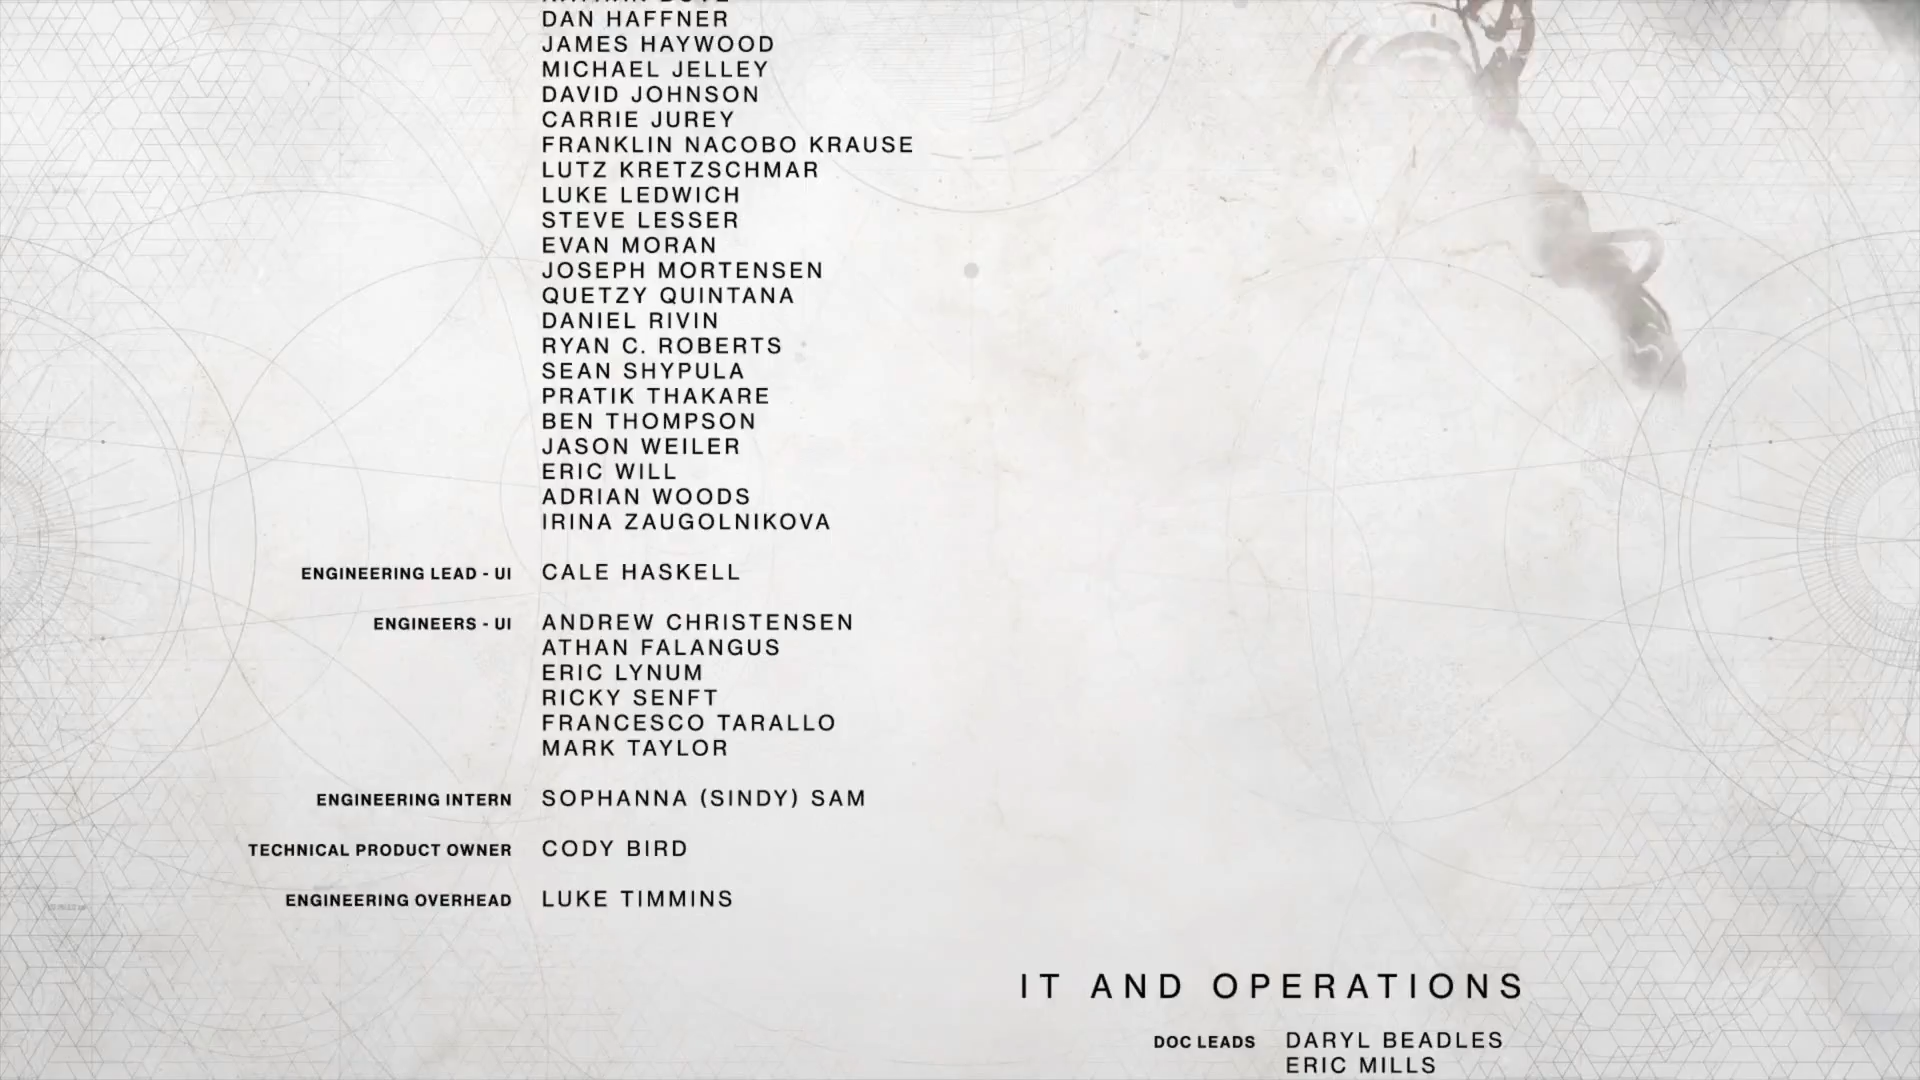 DAN HAFFNER
JAMES HAYWOOD
MICHAEL JELLEY
DAVID JOHNSON
CARRIE JUREY
FRANKLIN NACOBO KRAUSE
LUTZ KRETZSCHMAR
LUKE LEDWICH
STEVE LESSER
EVAN MORAN
JOSEPH MORTENSEN
QUETZY QUINTANA
DANIEL RIVIN
RYAN C. ROBERTS
SEAN SHYPULA
PRATIK THAKARE
BEN THOMPSON
JASON WEILER
ERIC WILL
ADRIAN WOODS
IRINA ZAUGOLNIKOVA
ENGINEERING LEAD - UI CALE HASKELL
ENGINEERS - UI ANDREW CHRISTENSEN
ATHAN FALANGUS
ERIC LYNUM
RICKY SENFT
FRANCESCO TARALLO
MARK TAYLOR
ENGINEERING INTERN SOPHANNA (SINDY) SAM
TECHNICAL PRODUCT OWNER CODY BIRD
ENGINEERING OVERHEAD LUKE TIMMINS
IT AND OPERATIONS
DOC LEADS DARYL BEADLES
ERIC MILLS